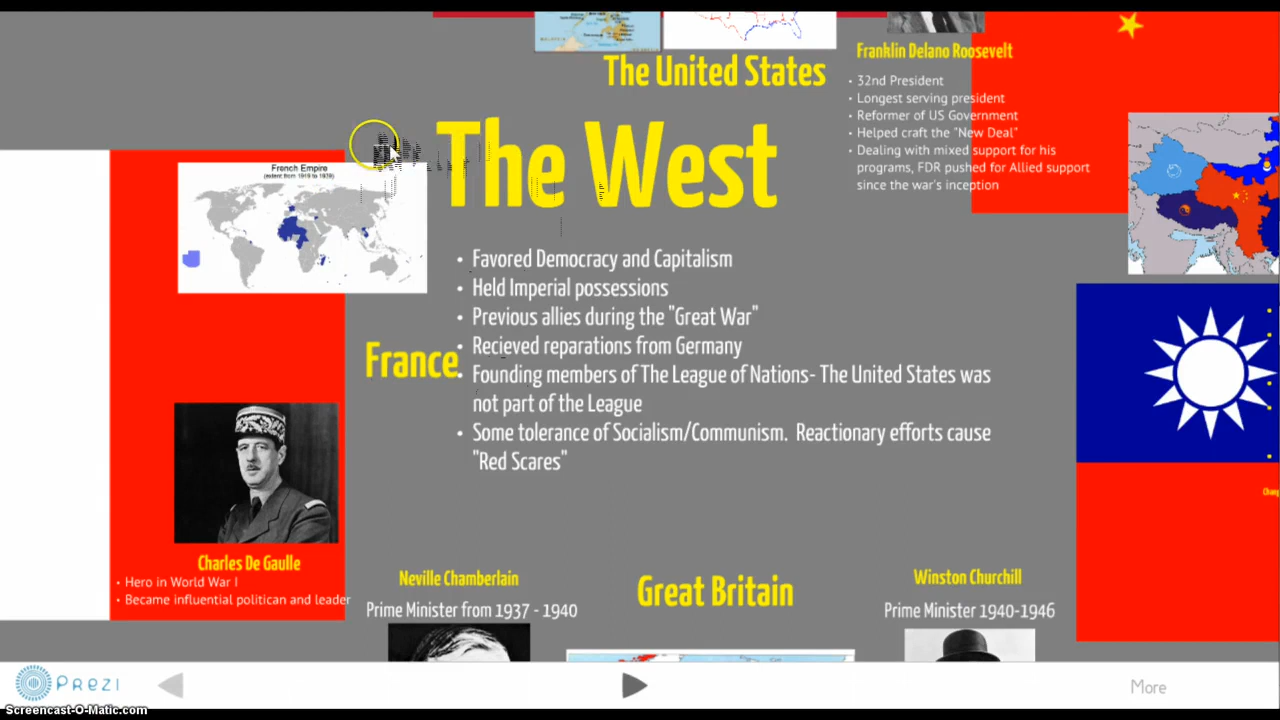 The United States
Franklin Delano Roosevelt
• 32nd President
• Longest serving president
• Reformer of US Government
• Helped craft the "New Deal"
• Dealing with mixed support for his
programs, FDR pushed for Allied support
since the war's inception
The West
French Empire
(extent from 1919 to 1939)
• Favored Democracy and Capitalism
• Held Imperial possessions
• Previous allies during the "Great War"
• Recieved reparations from Germany
• Founding members of The League of Nations- The United States was
not part of the League
• Some tolerance of Socialism/Communism. Reactionary efforts cause
"Red Scares"
France
Charles De Gaulle
• Hero in World War I
• Became influential politican and leader
Neville Chamberlain
Prime Minister from 1937 - 1940
Great Britain
Winston Churchill
Prime Minister 1940-1946
Prezi
More
Screencast-O-Matic.com